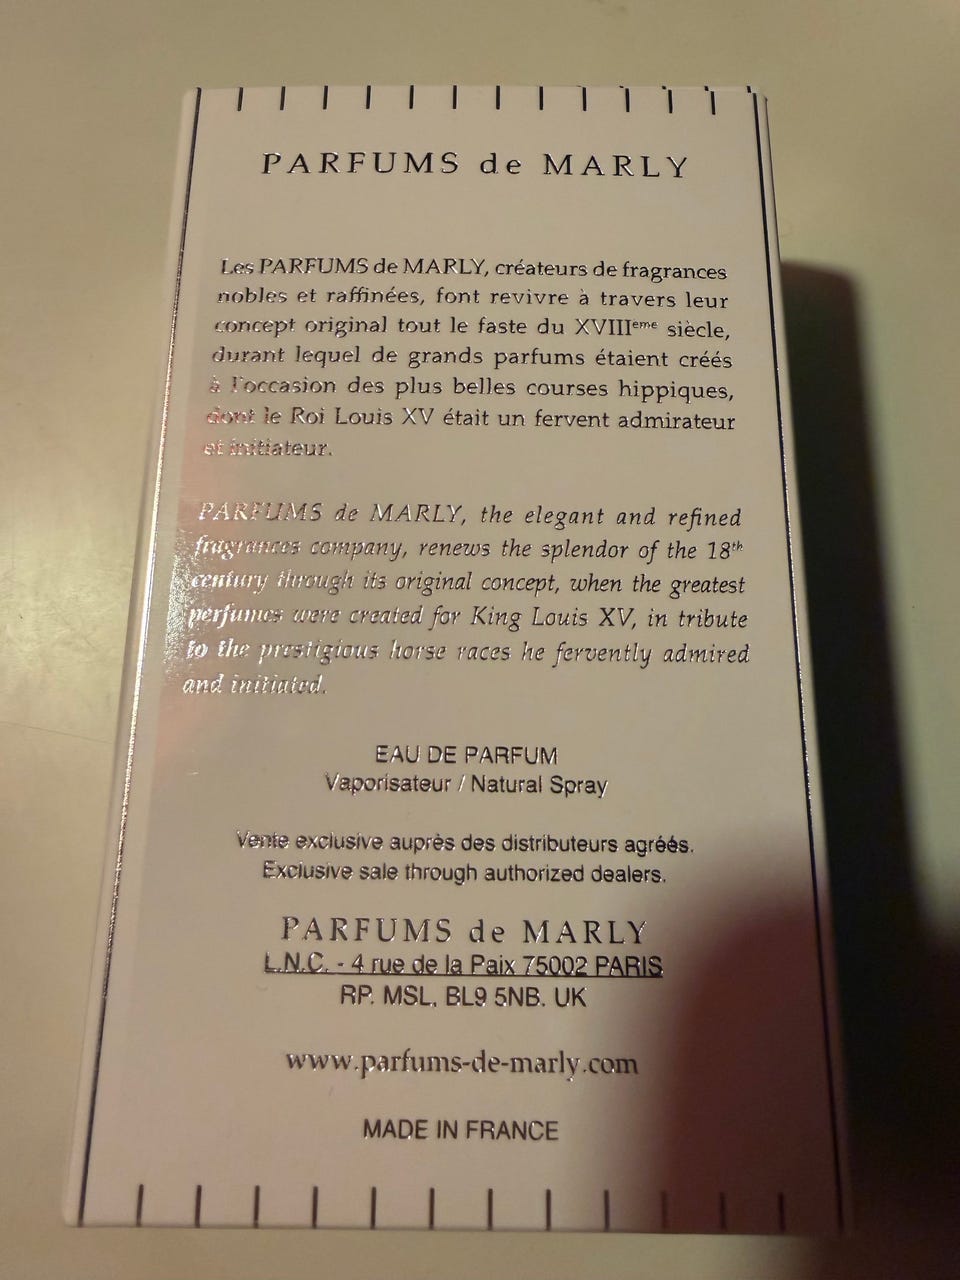 PARFUMS de MARLY
Les PARFUMS de MARLY, créateurs de fragrances
nobles et raffinées, font revivre à travers leur
concept original tout le faste du XVIIIeme siècle,
durant lequel de grands parfums étaient créés
à l'occasion des plus belles courses hippiques,
dont le Roi Louis XV était un fervent admirateur
et initiateur.
PARFUMS de MARLY, the elegant and refined
fragrances company, renews the splendor of the 18th
century through its original concept, when the greatest
perfumes were created for King Louis XV, in tribute
to the prestigious horse races he fervently admired
and initiated.
EAU DE PARFUM
Vaporisateur / Natural Spray
Vente exclusive auprès des distributeurs agréés.
Exclusive sale through authorized dealers.
PARFUMS de MARLY
L.N.C. - 4 rue de la Paix 75002 PARIS
RP. MSL, BL9 5NB. UK
www.parfums-de-marly.com
MADE IN FRANCE